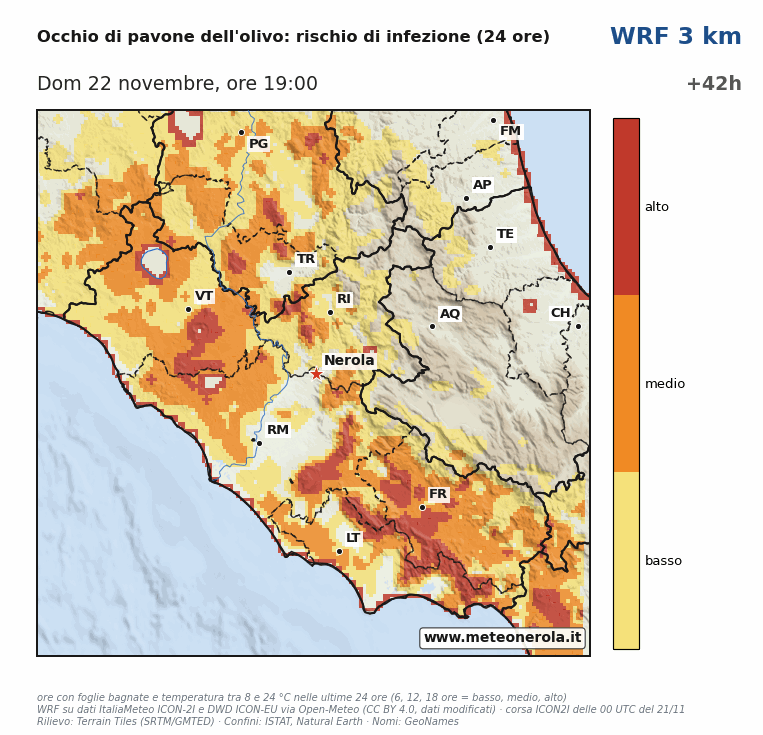 Occhio di pavone dell'olivo: rischio di infezione (24 ore)
WRF 3 km
Dom 22 novembre, ore 19:00
+42h
FM
PG
AP
TE
TR
VT
RI
AQ
CH
Nerola
RM
FR
LT
www.meteonerola.it
alto
medio
basso
ore con foglie bagnate e temperatura tra 8 e 24 °C nelle ultime 24 ore (6, 12, 18 ore = basso, medio, alto)
WRF su dati ItaliaMeteo ICON-2I e DWD ICON-EU via Open-Meteo (CC BY 4.0, dati modificati) · corsa ICON2I delle 00 UTC del 21/11
Rilievo: Terrain Tiles (SRTM/GMTED) · Confini: ISTAT, Natural Earth · Nomi: GeoNames